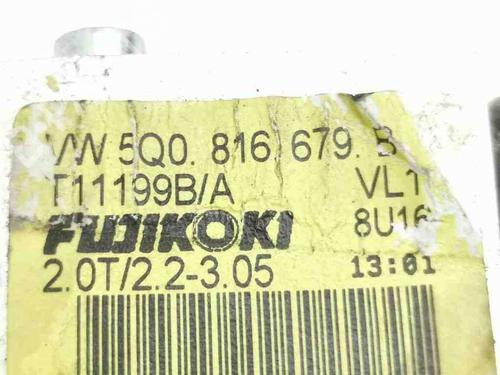 VW 5Q0. 816 679. B
T11199B/A VL1
FUJIKOKI 8U16
2.0T/2.2-3.05 13:01